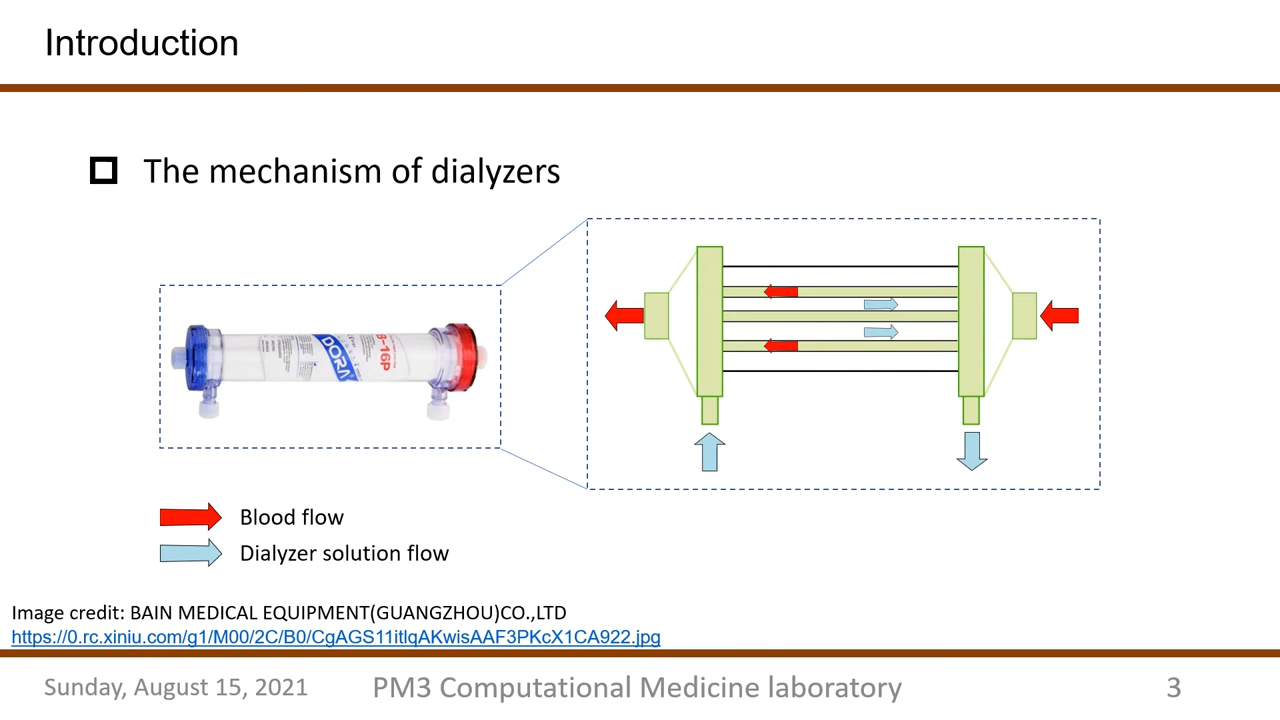 Introduction
The mechanism of dialyzers
DORA
B-16P
Blood flow
Dialyzer solution flow
Image credit: BAIN MEDICAL EQUIPMENT(GUANGZHOU)CO.,LTD
https://0.rc.xiniu.com/g1/M00/2C/B0/CgAGS11itlqAKwisAAF3PKcX1CA922.jpg
Sunday, August 15, 2021
PM3 Computational Medicine laboratory
3